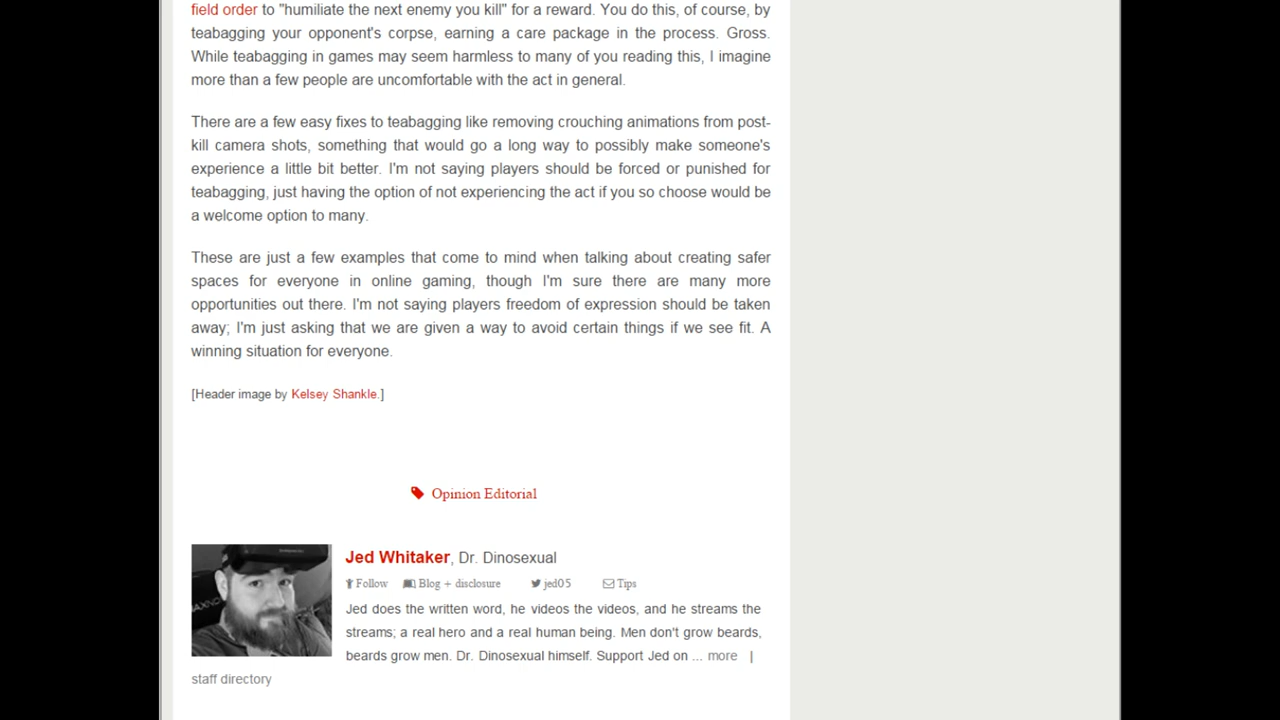 field order to "humiliate the next enemy you kill" for a reward. You do this, of course, by
teabagging your opponent's corpse, earning a care package in the process. Gross.
While teabagging in games may seem harmless to many of you reading this, I imagine
more than a few people are uncomfortable with the act in general.
There are a few easy fixes to teabagging like removing crouching animations from post-
kill camera shots, something that would go a long way to possibly make someone's
experience a little bit better. I'm not saying players should be forced or punished for
teabagging, just having the option of not experiencing the act if you so choose would be
a welcome option to many.
These are just a few examples that come to mind when talking about creating safer
spaces for everyone in online gaming, though I'm sure there are many more
opportunities out there. I'm not saying players freedom of expression should be taken
away; I'm just asking that we are given a way to avoid certain things if we see fit. A
winning situation for everyone.
[Header image by Kelsey Shankle.]
Opinion Editorial
Jed Whitaker, Dr. Dinosexual
Follow Blog + disclosure jed05 Tips
Jed does the written word, he videos the videos, and he streams the
streams; a real hero and a real human being. Men don't grow beards,
beards grow men. Dr. Dinosexual himself. Support Jed on ... more |
staff directory